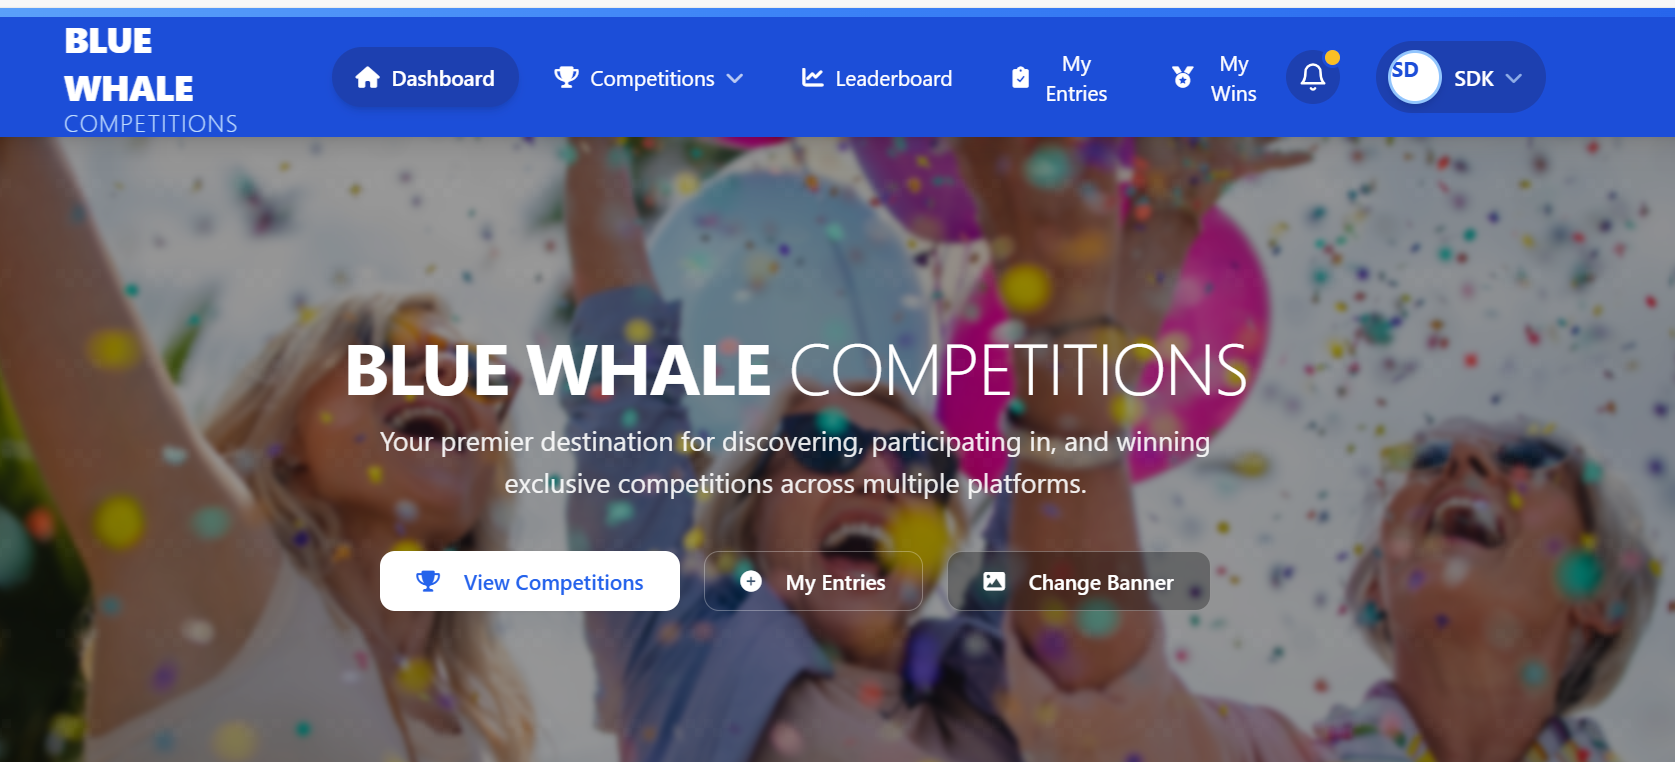 BLUE
WHALE
COMPETITIONS
Dashboard
Competitions
Leaderboard
My
Entries
My
Wins
SD
SDK
BLUE WHALE COMPETITIONS
Your premier destination for discovering, participating in, and winning
exclusive competitions across multiple platforms.
View Competitions
My Entries
Change Banner